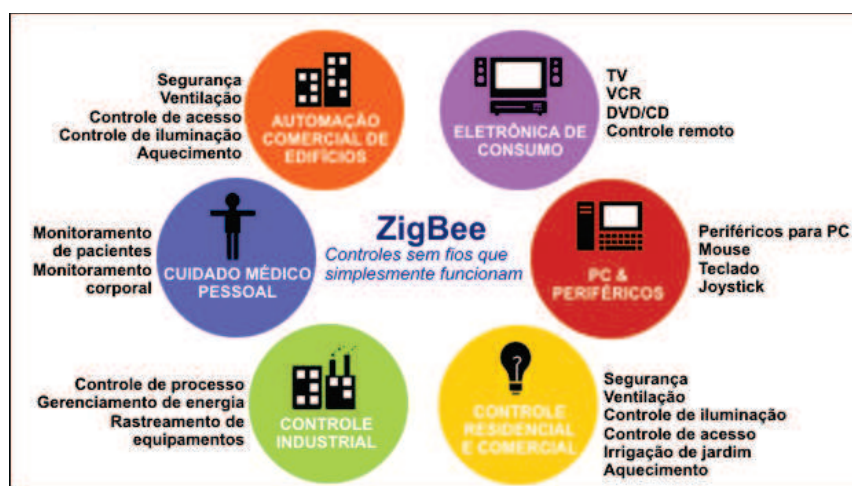 Segurança
Ventilação
Controle de acesso
Controle de iluminação
Aquecimento
AUTOMAÇÃO
COMERCIAL DE
EDIFÍCIOS
ELETRÔNICA DE
CONSUMO
TV
VCR
DVD/CD
Controle remoto
Monitoramento
de pacientes
Monitoramento
corporal
CUIDADO MÉDICO
PESSOAL
ZigBee
Controles sem fios que
simplesmente funcionam
PC &
PERIFÉRICOS
Periféricos para PC
Mouse
Teclado
Joystick
Controle de processo
Gerenciamento de energia
Rastreamento de
equipamentos
CONTROLE
INDUSTRIAL
CONTROLE
RESIDENCIAL
E COMERCIAL
Segurança
Ventilação
Controle de iluminação
Controle de acesso
Irrigação de jardim
Aquecimento